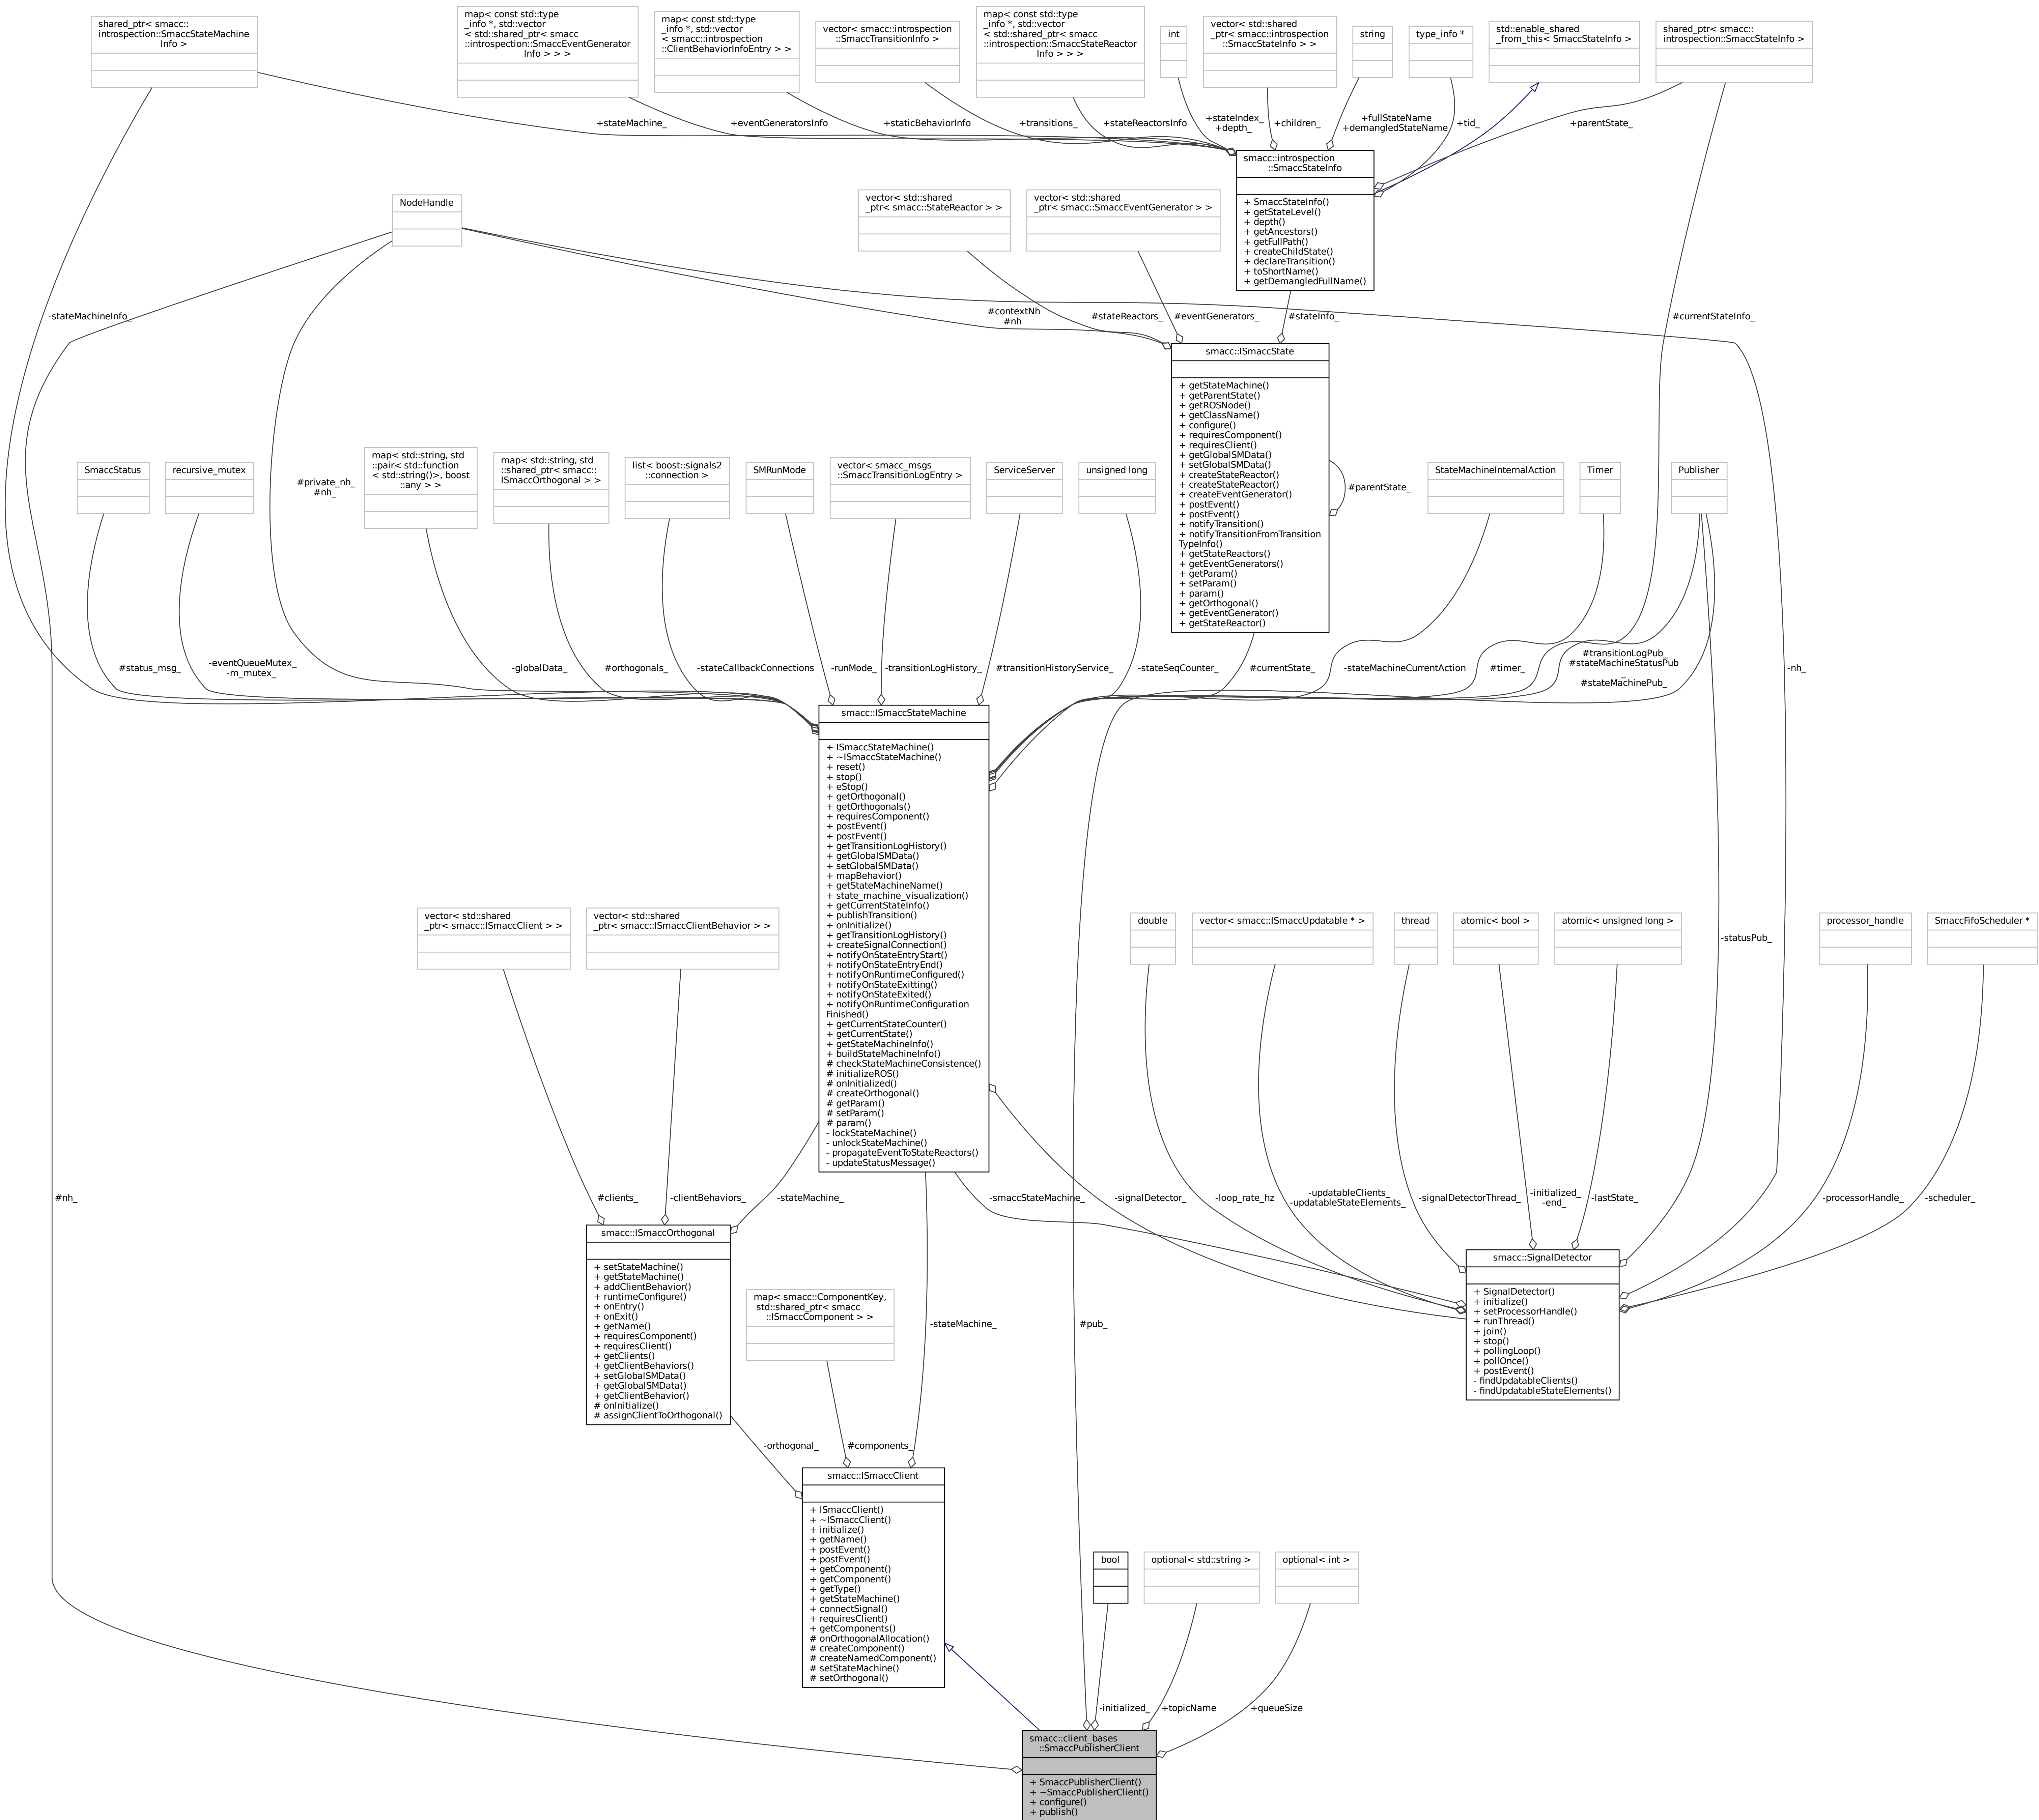 shared_ptr< smacc::
introspection::SmaccStateMachine
Info >
map< const std::type
_info *, std::vector
< std::shared_ptr< smacc
::introspection::SmaccEventGenerator
Info > > >
map< const std::type
_info *, std::vector
< smacc::introspection
::ClientBehaviorInfoEntry > >
vector< smacc::introspection
::SmaccTransitionInfo >
map< const std::type
_info *, std::vector
< std::shared_ptr< smacc
::introspection::SmaccStateReactor
Info > > >
int
vector< std::shared
_ptr< smacc::introspection
::SmaccStateInfo > >
string
type_info *
std::enable_shared
_from_this< SmaccStateInfo >
shared_ptr< smacc::
introspection::SmaccStateInfo >
+stateMachine_
+eventGeneratorsInfo
+staticBehaviorInfo
+transitions_
+stateReactorsInfo
+stateIndex_
+depth_
+children_
+fullStateName
+demangledStateName
+tid_
+parentState_
smacc::introspection
::SmaccStateInfo
+ SmaccStateInfo()
+ getStateLevel()
+ depth()
+ getAncestors()
+ getFullPath()
+ createChildState()
+ declareTransition()
+ toShortName()
+ getDemangledFullName()
NodeHandle
vector< std::shared
_ptr< smacc::StateReactor > >
vector< std::shared
_ptr< smacc::SmaccEventGenerator > >
-stateMachineInfo_
#contextNh
#nh
#stateReactors_
#eventGenerators_
#stateInfo_
#currentStateInfo_
smacc::ISmaccState
+ getStateMachine()
+ getParentState()
+ getROSNode()
+ getClassName()
+ configure()
+ requiresComponent()
+ requiresClient()
+ getGlobalSMData()
+ setGlobalSMData()
+ createStateReactor()
+ createStateReactor()
+ createEventGenerator()
+ postEvent()
+ postEvent()
+ notifyTransition()
+ notifyTransitionFromTransition
TypeInfo()
+ getStateReactors()
+ getEventGenerators()
+ getParam()
+ setParam()
+ param()
+ getOrthogonal()
+ getEventGenerator()
+ getStateReactor()
#parentState_
SmaccStatus
recursive_mutex
#private_nh_
#nh_
map< std::string, std
::pair< std::function
< std::string()>, boost
::any > >
map< std::string, std
::shared_ptr< smacc::
ISmaccOrthogonal > >
list< boost::signals2
::connection >
SMRunMode
vector< smacc_msgs
::SmaccTransitionLogEntry >
ServiceServer
unsigned long
StateMachineInternalAction
Timer
Publisher
#status_msg_
-eventQueueMutex_
-m_mutex_
-globalData_
#orthogonals_
-stateCallbackConnections
-runMode_
-transitionLogHistory_
#transitionHistoryService_
-stateSeqCounter_
#currentState_
-stateMachineCurrentAction
#timer_
#transitionLogPub_
#stateMachineStatusPub
_
#stateMachinePub_
-nh_
smacc::ISmaccStateMachine
+ ISmaccStateMachine()
+ ~ISmaccStateMachine()
+ reset()
+ stop()
+ eStop()
+ getOrthogonal()
+ getOrthogonals()
+ requiresComponent()
+ postEvent()
+ postEvent()
+ getTransitionLogHistory()
+ getGlobalSMData()
+ setGlobalSMData()
+ mapBehavior()
+ getStateMachineName()
+ state_machine_visualization()
+ getCurrentStateInfo()
+ publishTransition()
+ onInitialize()
+ getTransitionLogHistory()
+ createSignalConnection()
+ notifyOnStateEntryStart()
+ notifyOnStateEntryEnd()
+ notifyOnRuntimeConfigured()
+ notifyOnStateExitting()
+ notifyOnStateExited()
+ notifyOnRuntimeConfiguration
Finished()
+ getCurrentStateCounter()
+ getCurrentState()
+ getStateMachineInfo()
+ buildStateMachineInfo()
# checkStateMachineConsistence()
# initializeROS()
# onInitialized()
# createOrthogonal()
# getParam()
# setParam()
# param()
- lockStateMachine()
- unlockStateMachine()
- propagateEventToStateReactors()
- updateStatusMessage()
vector< std::shared
_ptr< smacc::ISmaccClient > >
vector< std::shared
_ptr< smacc::ISmaccClientBehavior > >
double
vector< smacc::ISmaccUpdatable * >
thread
atomic< bool >
atomic< unsigned long >
-statusPub_
processor_handle
SmaccFifoScheduler *
#nh_
#clients_
-clientBehaviors_
-stateMachine_
-smaccStateMachine_
-signalDetector_
-loop_rate_hz
-updatableClients_
-updatableStateElements_
-signalDetectorThread_
-initialized_
-end_
-lastState_
-processorHandle_
-scheduler_
smacc::ISmaccOrthogonal
+ setStateMachine()
+ getStateMachine()
+ addClientBehavior()
+ runtimeConfigure()
+ onEntry()
+ onExit()
+ getName()
+ requiresComponent()
+ requiresClient()
+ getClients()
+ getClientBehaviors()
+ setGlobalSMData()
+ getGlobalSMData()
+ getClientBehavior()
# onInitialize()
# assignClientToOrthogonal()
smacc::SignalDetector
+ SignalDetector()
+ initialize()
+ setProcessorHandle()
+ runThread()
+ join()
+ stop()
+ pollingLoop()
+ pollOnce()
+ postEvent()
- findUpdatableClients()
- findUpdatableStateElements()
map< smacc::ComponentKey,
std::shared_ptr< smacc
::ISmaccComponent > >
-stateMachine_
#pub_
-orthogonal_
#components_
smacc::ISmaccClient
+ ISmaccClient()
+ ~ISmaccClient()
+ initialize()
+ getName()
+ postEvent()
+ postEvent()
+ getComponent()
+ getComponent()
+ getType()
+ getStateMachine()
+ connectSignal()
+ requiresClient()
+ getComponents()
# onOrthogonalAllocation()
# createComponent()
# createNamedComponent()
# setStateMachine()
# setOrthogonal()
bool
optional< std::string >
optional< int >
-initialized_
+topicName
+queueSize
smacc::client_bases
::SmaccPublisherClient
+ SmaccPublisherClient()
+ ~SmaccPublisherClient()
+ configure()
+ publish()